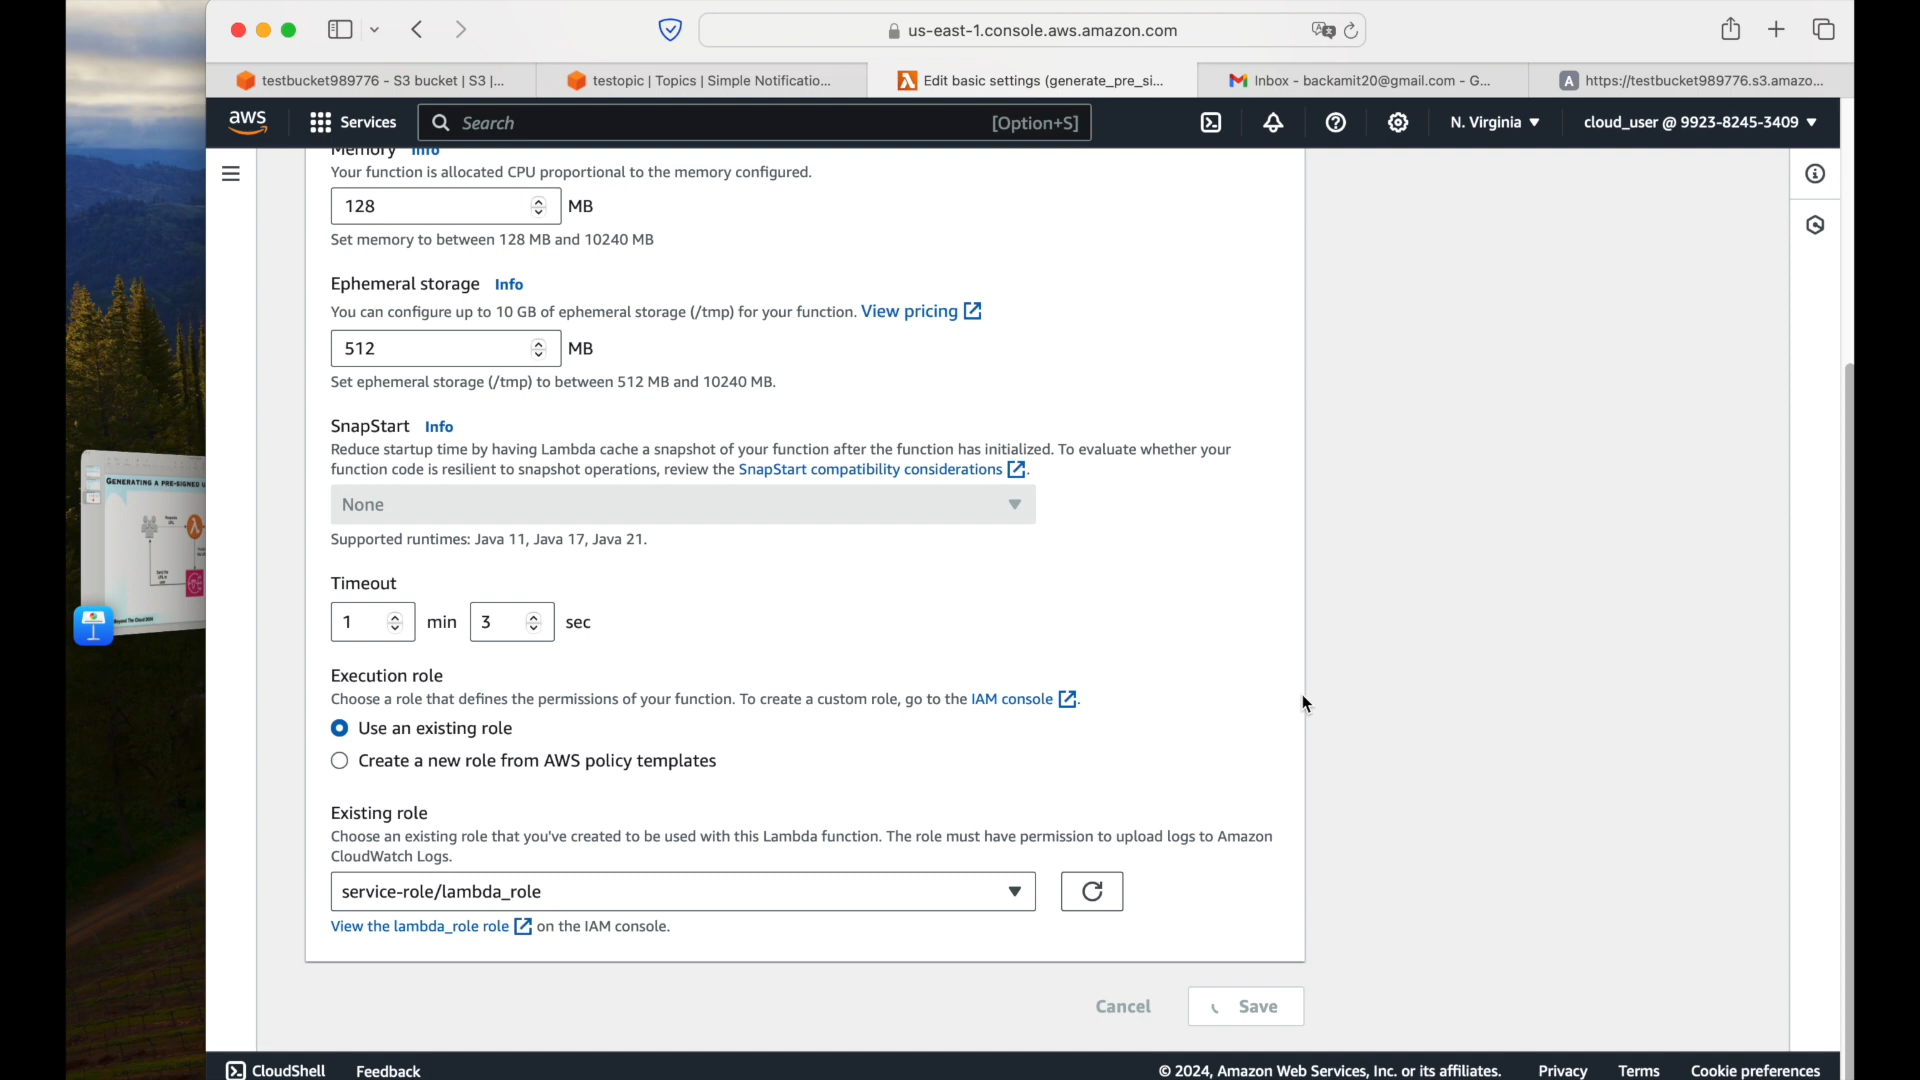 us-east-1.console.aws.amazon.com
testbucket989776 - S3 bucket | S3 |...
testopic | Topics | Simple Notificatio...
Edit basic settings (generate_pre_si...
Inbox - backamit20@gmail.com - G...
A https://testbucket989776.s3.amazo...
aws
Services
Search
[Option+S]
N. Virginia
cloud_user @ 9923-8245-3409
Memory Info
Your function is allocated CPU proportional to the memory configured.
128 MB
Set memory to between 128 MB and 10240 MB
Ephemeral storage Info
You can configure up to 10 GB of ephemeral storage (/tmp) for your function. View pricing
512 MB
Set ephemeral storage (/tmp) to between 512 MB and 10240 MB.
SnapStart Info
Reduce startup time by having Lambda cache a snapshot of your function after the function has initialized. To evaluate whether your
function code is resilient to snapshot operations, review the SnapStart compatibility considerations.
None
Supported runtimes: Java 11, Java 17, Java 21.
GENERATING A PRE-SIGNED U
Timeout
1 min 3 sec
Execution role
Choose a role that defines the permissions of your function. To create a custom role, go to the IAM console.
Use an existing role
Create a new role from AWS policy templates
Existing role
Choose an existing role that you've created to be used with this Lambda function. The role must have permission to upload logs to Amazon
CloudWatch Logs.
service-role/lambda_role
View the lambda_role role on the IAM console.
Cancel
Save
CloudShell
Feedback
© 2024, Amazon Web Services, Inc. or its affiliates.
Privacy
Terms
Cookie preferences